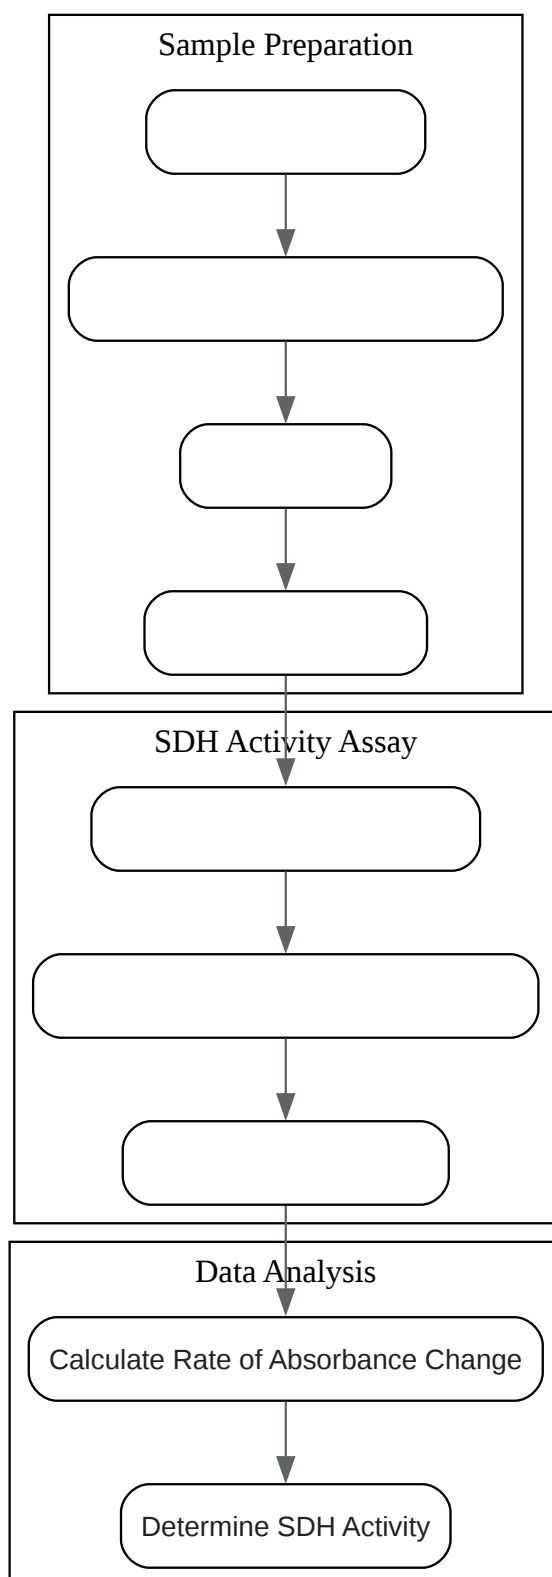 Sample Preparation
SDH Activity Assay
Data Analysis
Calculate Rate of Absorbance Change
Determine SDH Activity